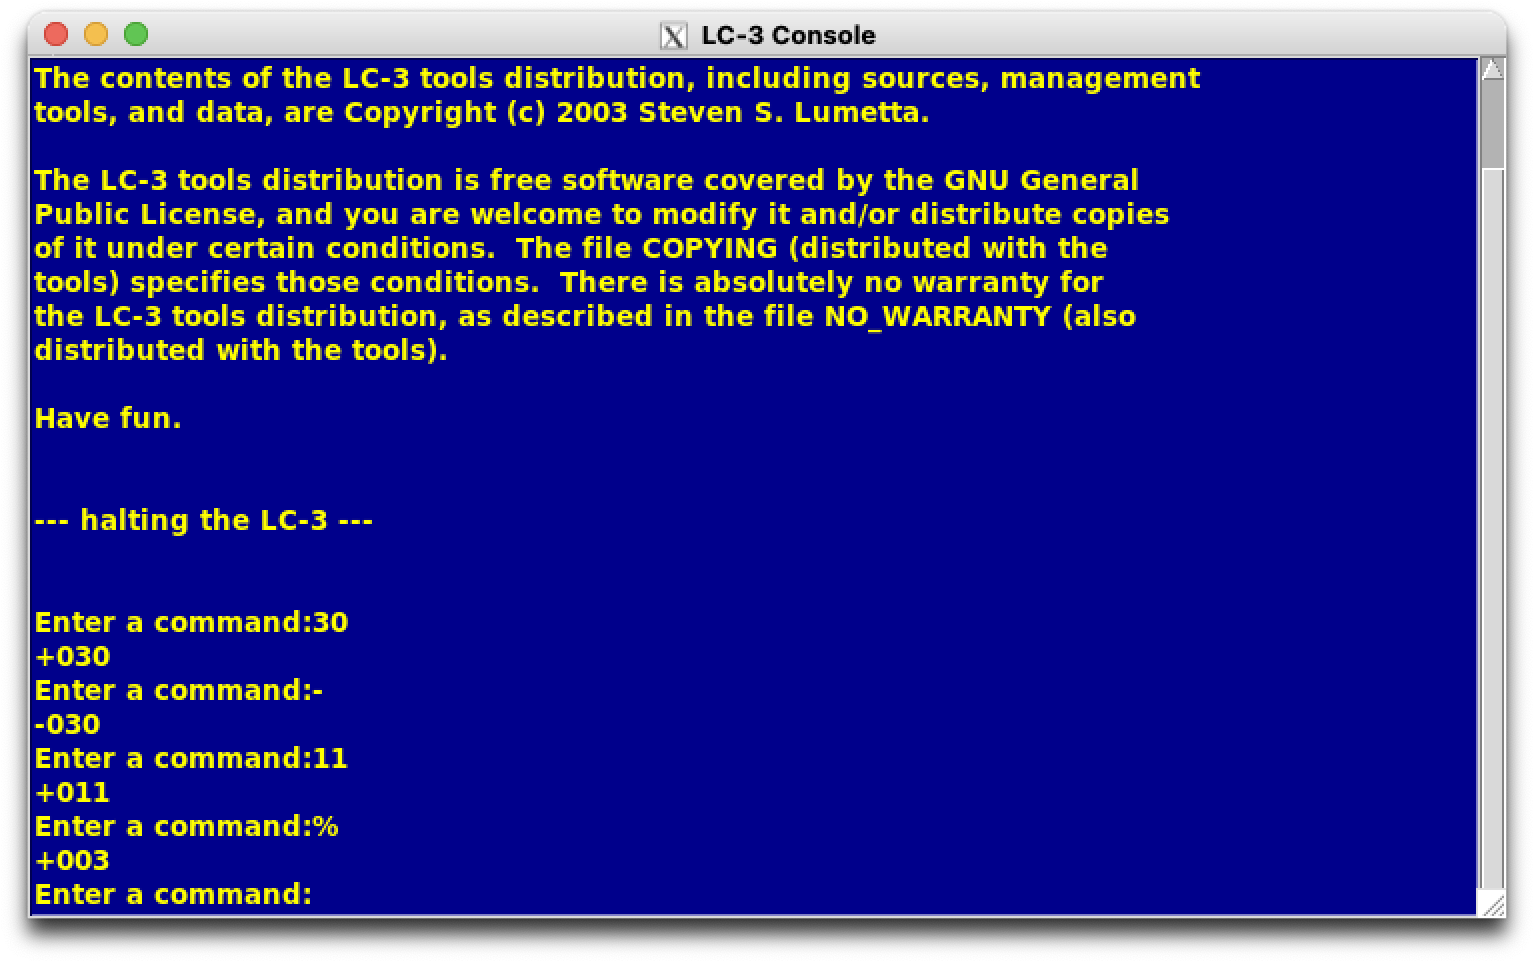 LC-3 Console
The contents of the LC-3 tools distribution, including sources, management
tools, and data, are Copyright (c) 2003 Steven S. Lumetta.
The LC-3 tools distribution is free software covered by the GNU General
Public License, and you are welcome to modify it and/or distribute copies
of it under certain conditions.  The file COPYING (distributed with the
tools) specifies those conditions.  There is absolutely no warranty for
the LC-3 tools distribution, as described in the file NO_WARRANTY (also
distributed with the tools).
Have fun.
--- halting the LC-3 ---
Enter a command:30
+030
Enter a command:-
-030
Enter a command:11
+011
Enter a command:%
+003
Enter a command: